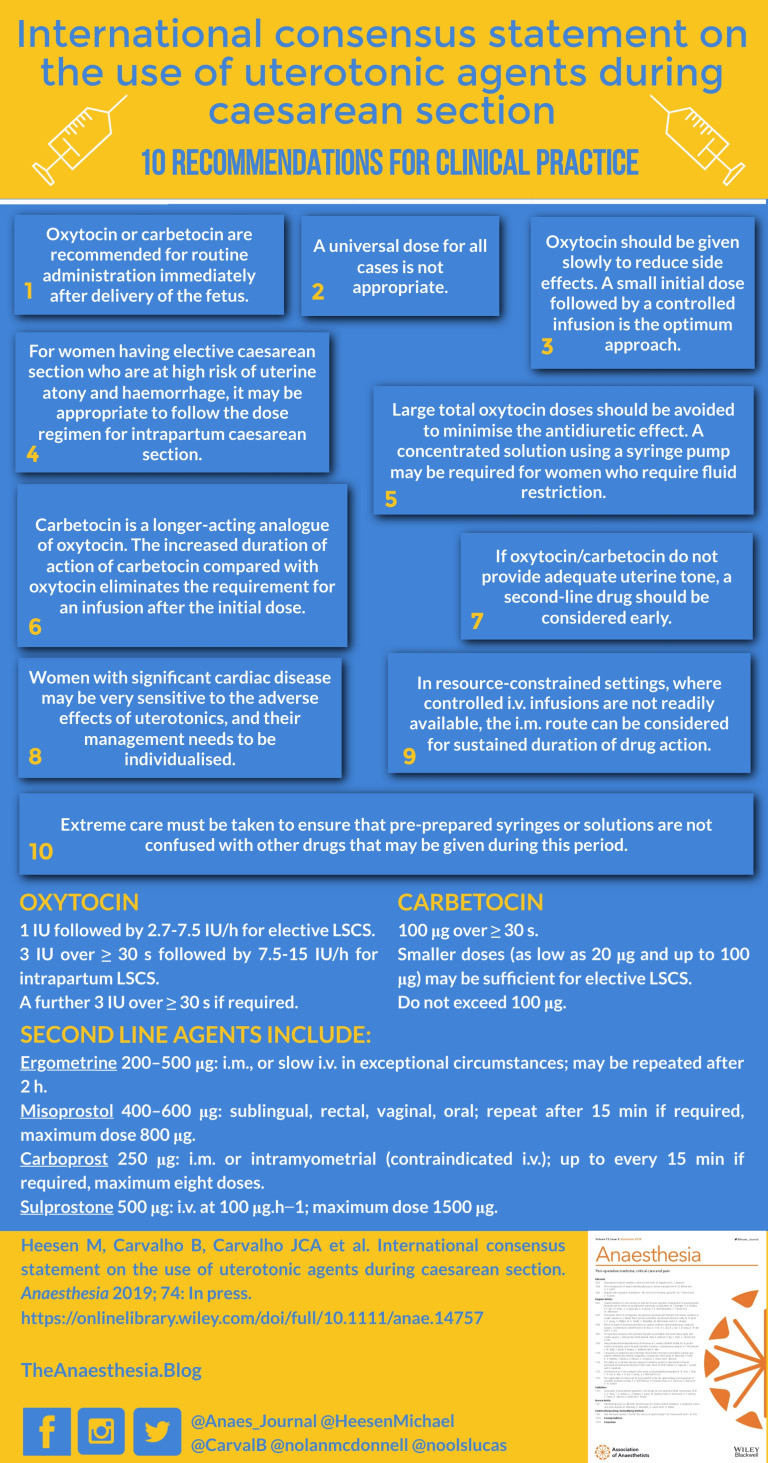 International consensus statement on
the use of uterotonic agents during
caesarean section
10 RECOMMENDATIONS FOR CLINICAL PRACTICE
Oxytocin or carbetocin are
recommended for routine
administration immediately
after delivery of the fetus.
1
A universal dose for all
cases is not
appropriate.
2
Oxytocin should be given
slowly to reduce side
effects. A small initial dose
followed by a controlled
infusion is the optimum
approach.
3
For women having elective caesarean
section who are at high risk of uterine
atony and haemorrhage, it may be
appropriate to follow the dose
regimen for intrapartum caesarean
section.
4
Large total oxytocin doses should be avoided
to minimise the antidiuretic effect. A
concentrated solution using a syringe pump
may be required for women who require fluid
restriction.
5
Carbetocin is a longer-acting analogue
of oxytocin. The increased duration of
action of carbetocin compared with
oxytocin eliminates the requirement for
an infusion after the initial dose.
6
If oxytocin/carbetocin do not
provide adequate uterine tone, a
second-line drug should be
considered early.
7
Women with significant cardiac disease
may be very sensitive to the adverse
effects of uterotonics, and their
management needs to be
individualised.
8
In resource-constrained settings, where
controlled i.v. infusions are not readily
available, the i.m. route can be considered
for sustained duration of drug action.
9
Extreme care must be taken to ensure that pre-prepared syringes or solutions are not
confused with other drugs that may be given during this period.
10
OXYTOCIN
1 IU followed by 2.7-7.5 IU/h for elective LSCS.
3 IU over ≥ 30 s followed by 7.5-15 IU/h for
intrapartum LSCS.
A further 3 IU over ≥ 30 s if required.
CARBETOCIN
100 µg over ≥ 30 s.
Smaller doses (as low as 20 µg and up to 100
µg) may be sufficient for elective LSCS.
Do not exceed 100 µg.
SECOND LINE AGENTS INCLUDE:
Ergometrine 200–500 µg: i.m., or slow i.v. in exceptional circumstances; may be repeated after
2 h.
Misoprostol 400–600 µg: sublingual, rectal, vaginal, oral; repeat after 15 min if required,
maximum dose 800 µg.
Carboprost 250 µg: i.m. or intramyometrial (contraindicated i.v.); up to every 15 min if
required, maximum eight doses.
Sulprostone 500 µg: i.v. at 100 µg.h−1; maximum dose 1500 µg.
Heesen M, Carvalho B, Carvalho JCA et al. International consensus
statement on the use of uterotonic agents during caesarean section.
Anaesthesia 2019; 74: In press.
https://onlinelibrary.wiley.com/doi/full/10.1111/anae.14757
TheAnaesthesia.Blog
@Anaes_Journal @HeesenMichael
@CarvalB @nolanmcdonnell @noolslucas
Anaesthesia
Peri-operative medicine, critical care and pain
Association
of Anaesthetists
WILEY
Blackwell